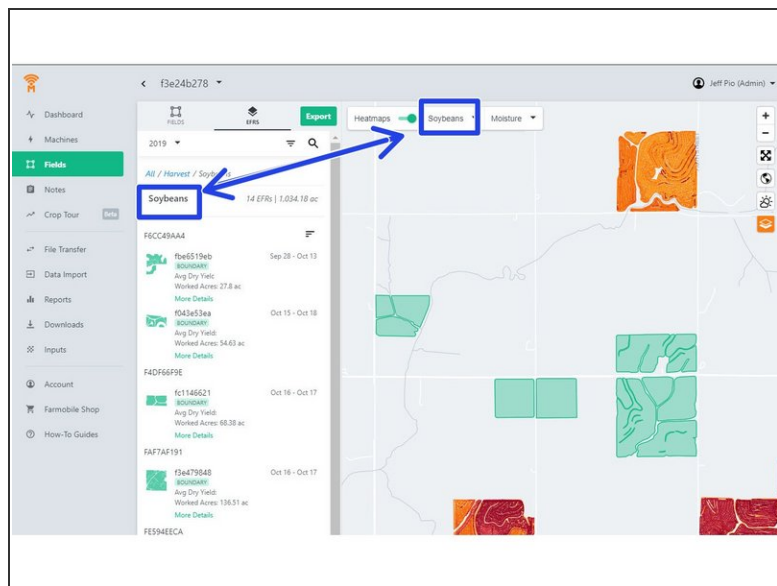 f3e24b278
Jeff Pio (Admin)
Dashboard
Machines
Fields
Notes
Crop Tour Beta
File Transfer
Data Import
Reports
Downloads
Inputs
Account
Farmobile Shop
How-To Guides
FIELDS
EFRS
Export
2019
All / Harvest / Soybeans
Soybeans
14 EFRs | 1,034.18 ac
F6CC49AA4
fbe6519eb
Sep 28 - Oct 13
BOUNDARY
Avg Dry Yield:
Worked Acres: 27.8 ac
More Details
f043e53ea
Oct 15 - Oct 18
BOUNDARY
Avg Dry Yield:
Worked Acres: 54.63 ac
More Details
F4DF66F9E
fc1146621
Oct 16 - Oct 17
BOUNDARY
Avg Dry Yield:
Worked Acres: 68.38 ac
More Details
FAF7AF191
f3e479848
Oct 16 - Oct 17
BOUNDARY
Avg Dry Yield:
Worked Acres: 136.51 ac
More Details
FE594EECA
Heatmaps
Soybeans
Moisture